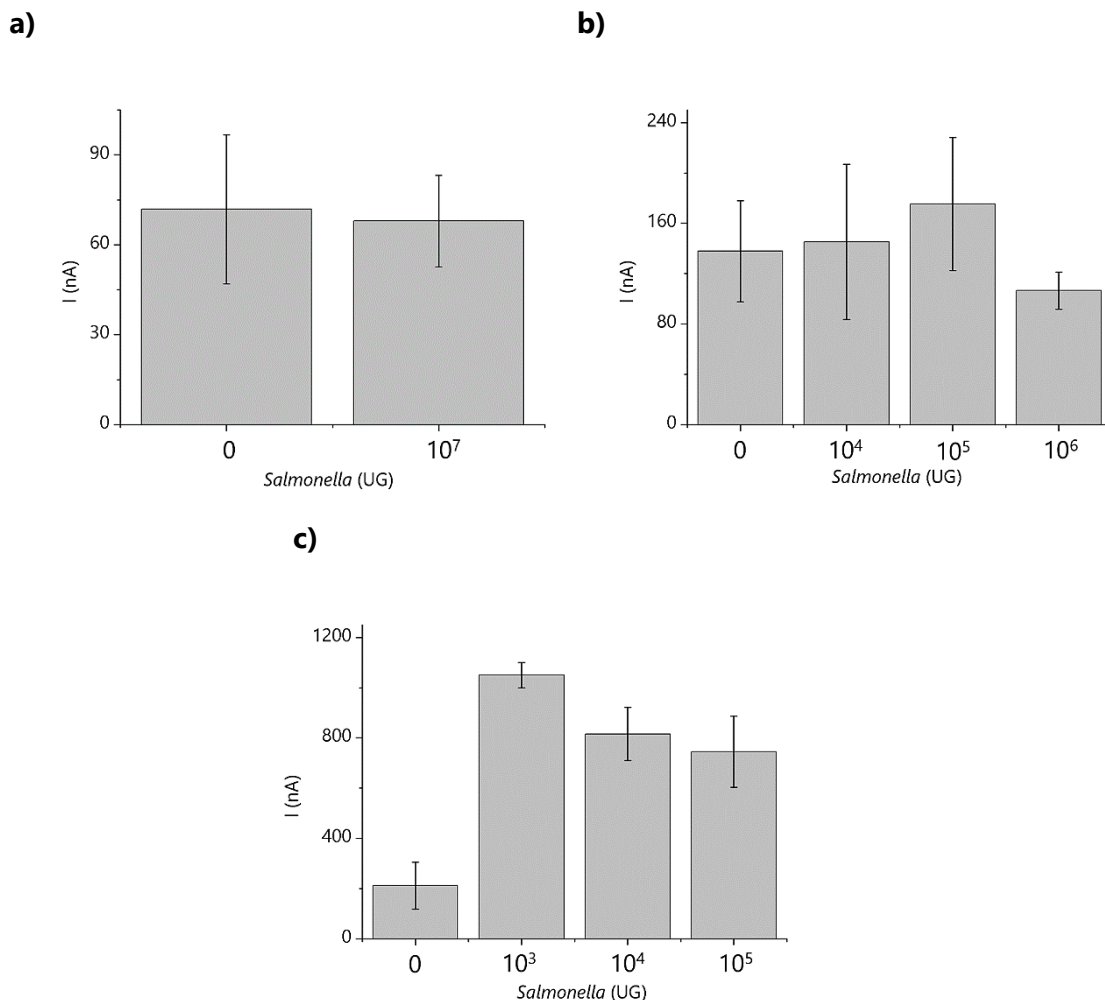 a)
I (nA)
90
60
30
0
0 10⁷
Salmonella (UG)
b)
I (nA)
240
160
80
0
0 10⁴ 10⁵ 10⁶
Salmonella (UG)
c)
I (nA)
1200
800
400
0
0 10³ 10⁴ 10⁵
Salmonella (UG)